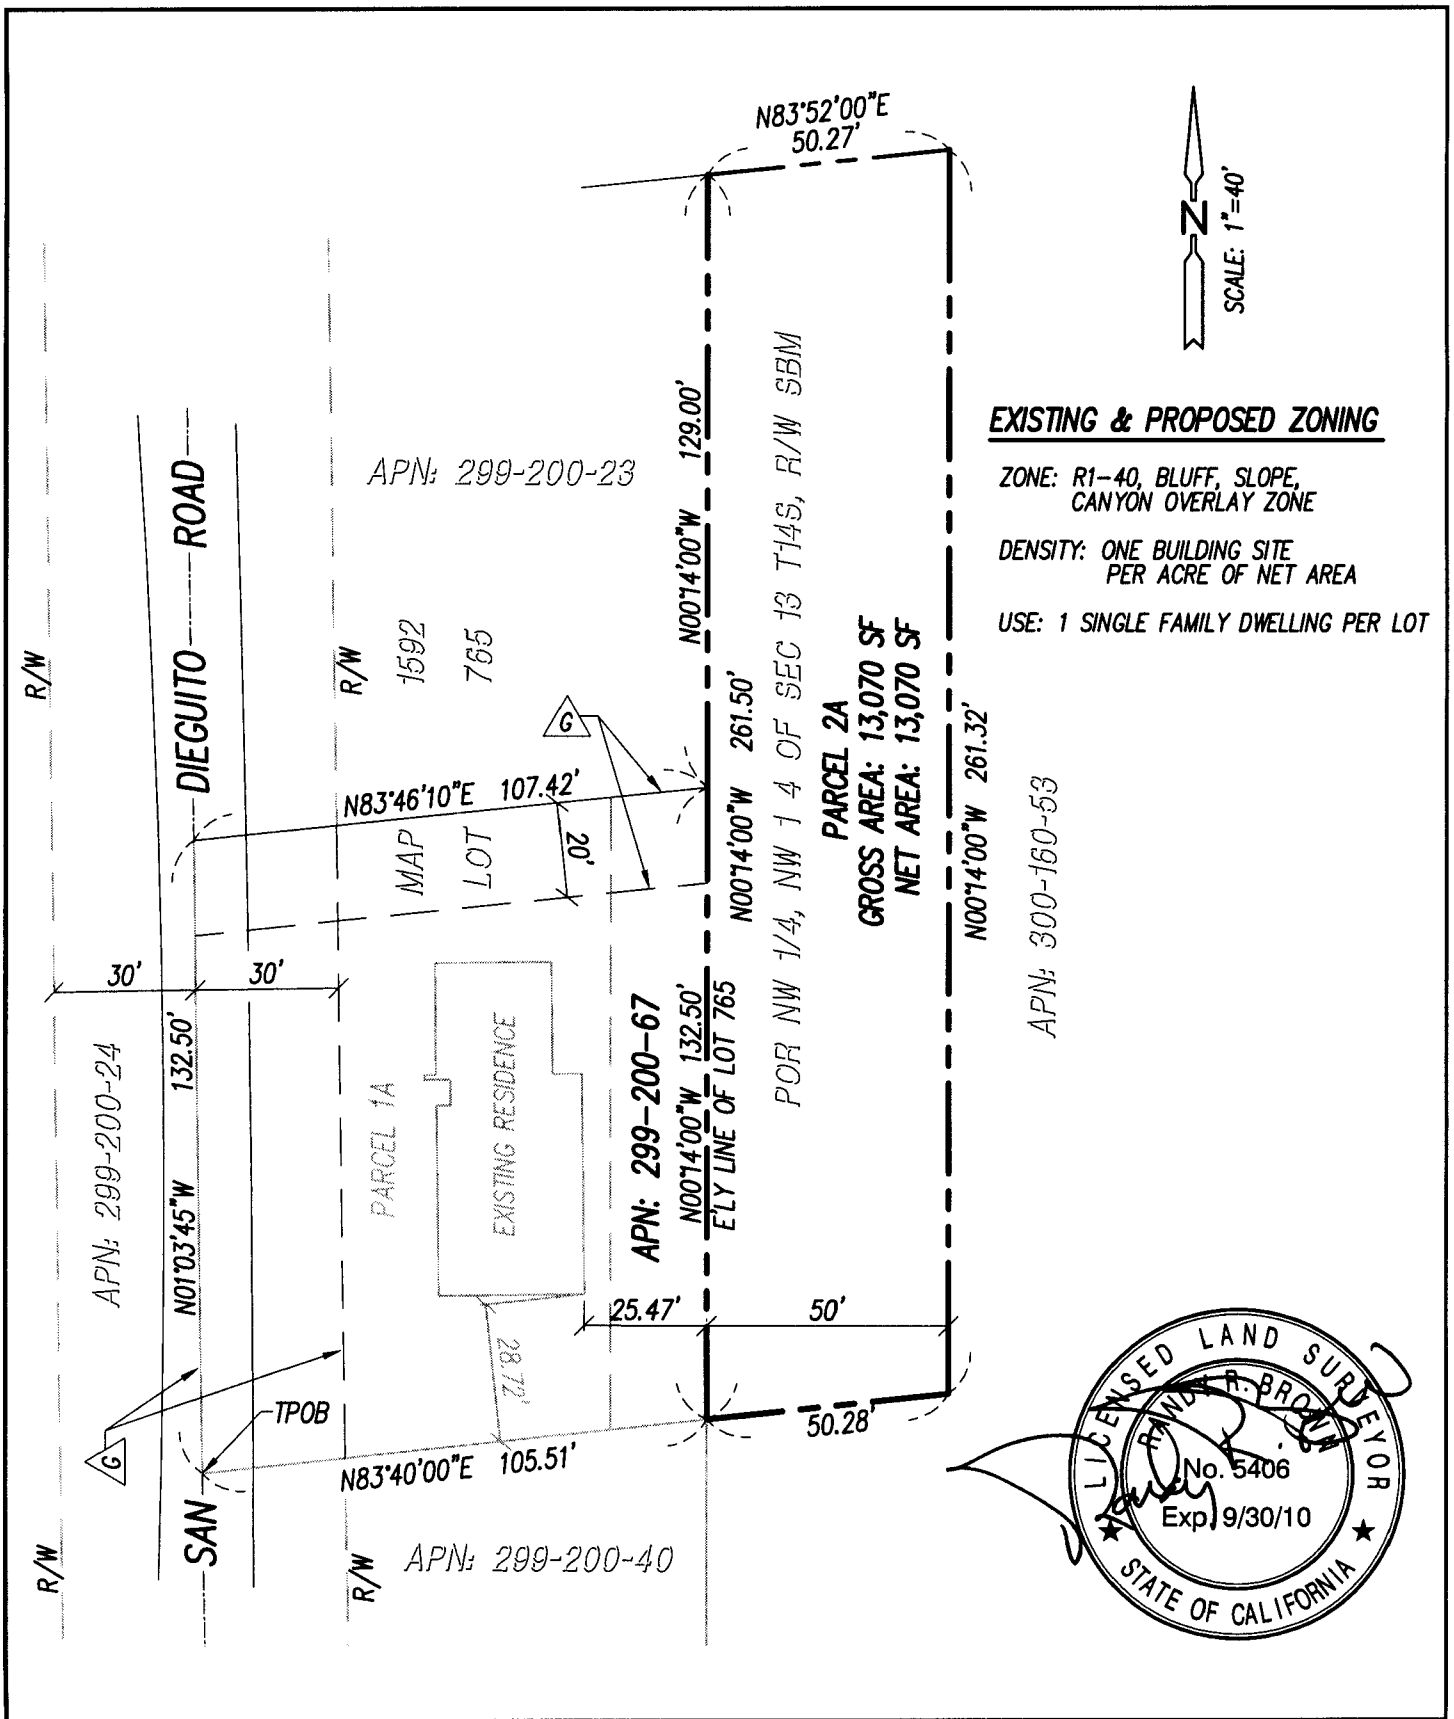 N83°52'00"E
50.27'
N
SCALE: 1"=40'
EXISTING & PROPOSED ZONING
ZONE: R1-40, BLUFF, SLOPE,
CANYON OVERLAY ZONE
DENSITY: ONE BUILDING SITE
PER ACRE OF NET AREA
USE: 1 SINGLE FAMILY DWELLING PER LOT
APN: 299-200-23
SAN DIEGUITO ROAD
R/W
R/W
MAP 1592
LOT 765
G
N83°46'10"E 107.42'
20'
N00°14'00"W 129.00'
N00°14'00"W 261.50'
POR NW 1/4, NW 1 4 OF SEC 13 T14S, R/W SBM
PARCEL 2A
GROSS AREA: 13,070 SF
NET AREA: 13,070 SF
N00°14'00"W 261.32'
APN: 300-160-53
30'
30'
APN: 299-200-24
N01°03'45"W 132.50'
PARCEL 1A
EXISTING RESIDENCE
APN: 299-200-67
N00°14'00"W 132.50'
E'LY LINE OF LOT 765
25.47'
50'
28.72'
TPOB
G
N83°40'00"E 105.51'
50.28'
R/W
R/W
APN: 299-200-40
LICENSED LAND SURVEYOR
R. BROWN
No. 5406
Exp. 9/30/10
STATE OF CALIFORNIA